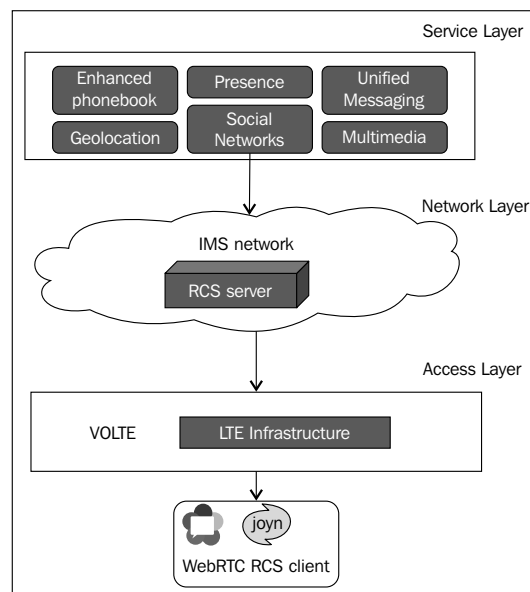 Service Layer
Enhanced
phonebook
Presence
Unified
Messaging
Geolocation
Social
Networks
Multimedia
Network Layer
IMS network
RCS server
Access Layer
VOLTE
LTE Infrastructure
joyn
WebRTC RCS client